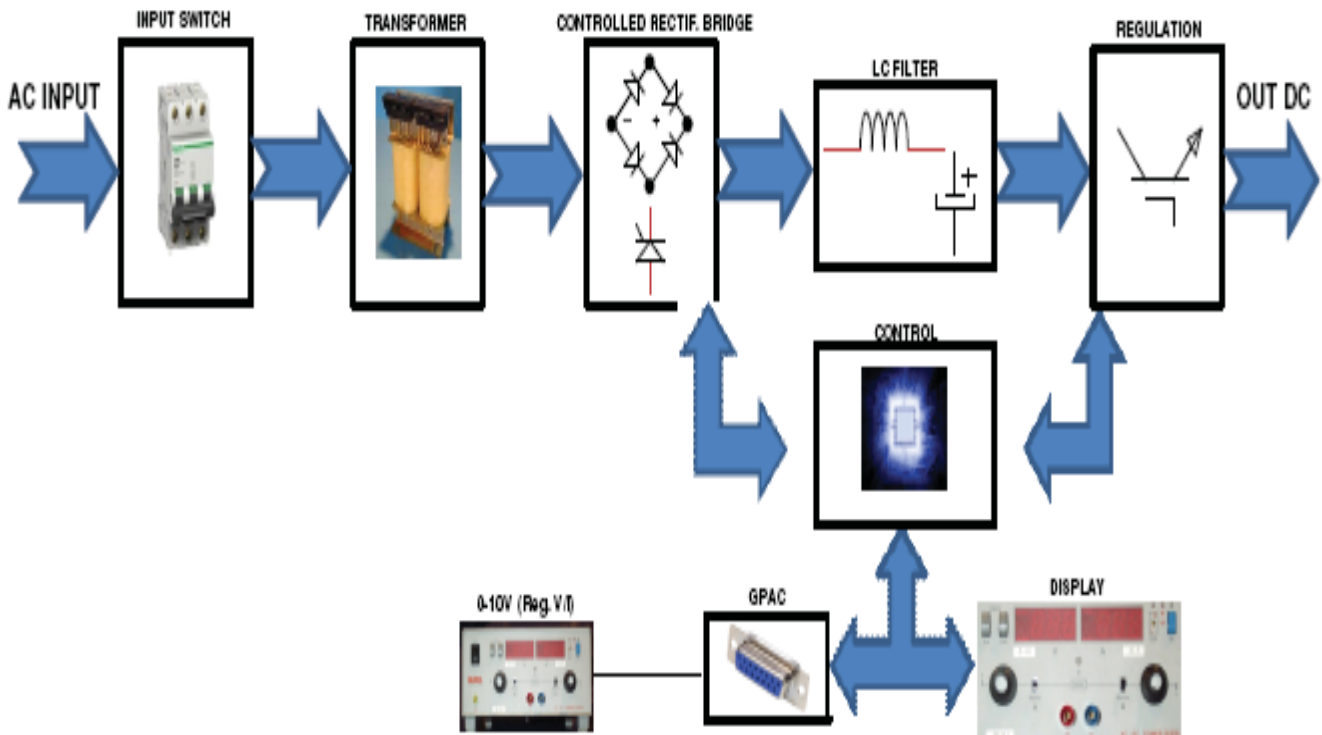 INPUT SWITCH
TRANSFORMER
CONTROLLED RECTIF. BRIDGE
REGULATION
LC FILTER
AC INPUT
OUT DC
- +
+
CONTROL
0-10V (Reg. V/I)
GPAC
DISPLAY